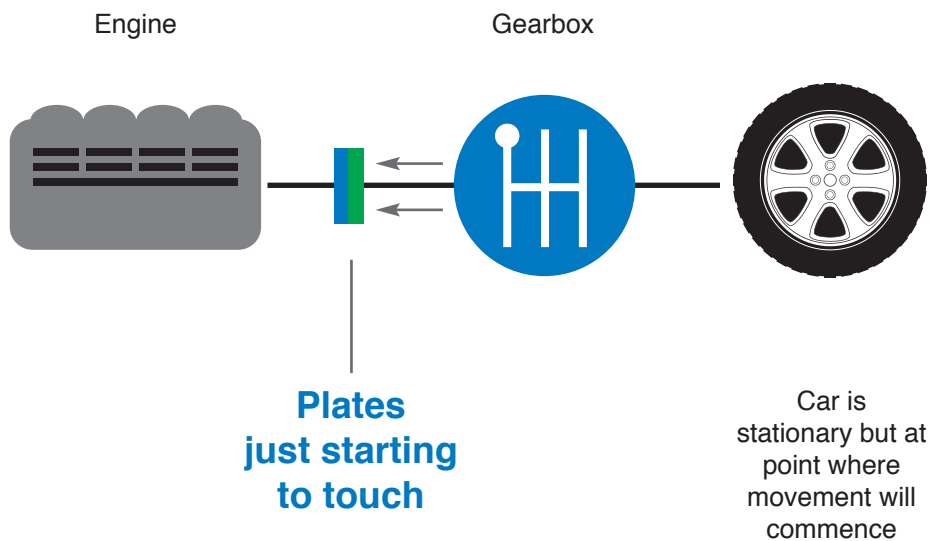 Engine
Gearbox
Plates
just starting
to touch
Car is
stationary but at
point where
movement will
commence